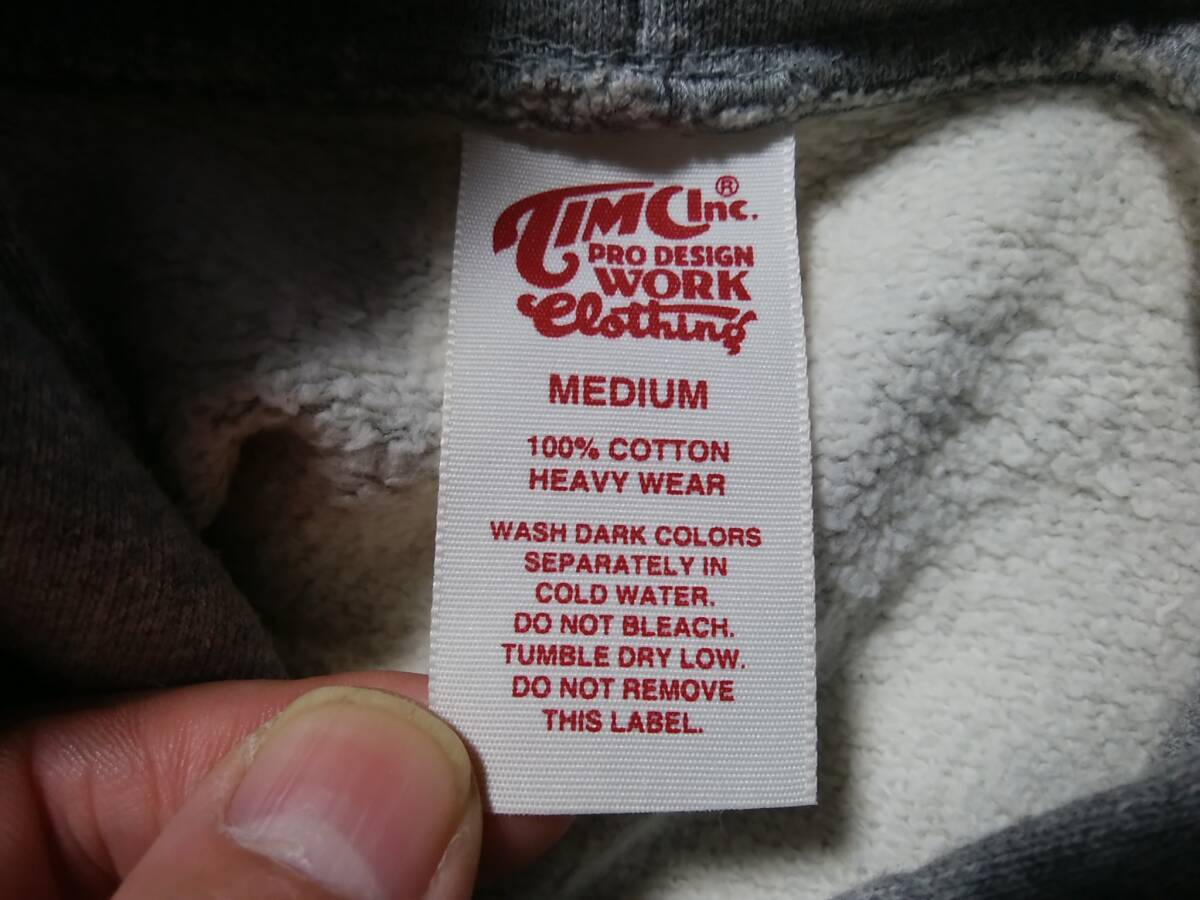 TIMC Inc.®
PRO DESIGN
WORK
Clothing
MEDIUM
100% COTTON
HEAVY WEAR
WASH DARK COLORS
SEPARATELY IN
COLD WATER.
DO NOT BLEACH.
TUMBLE DRY LOW.
DO NOT REMOVE
THIS LABEL.